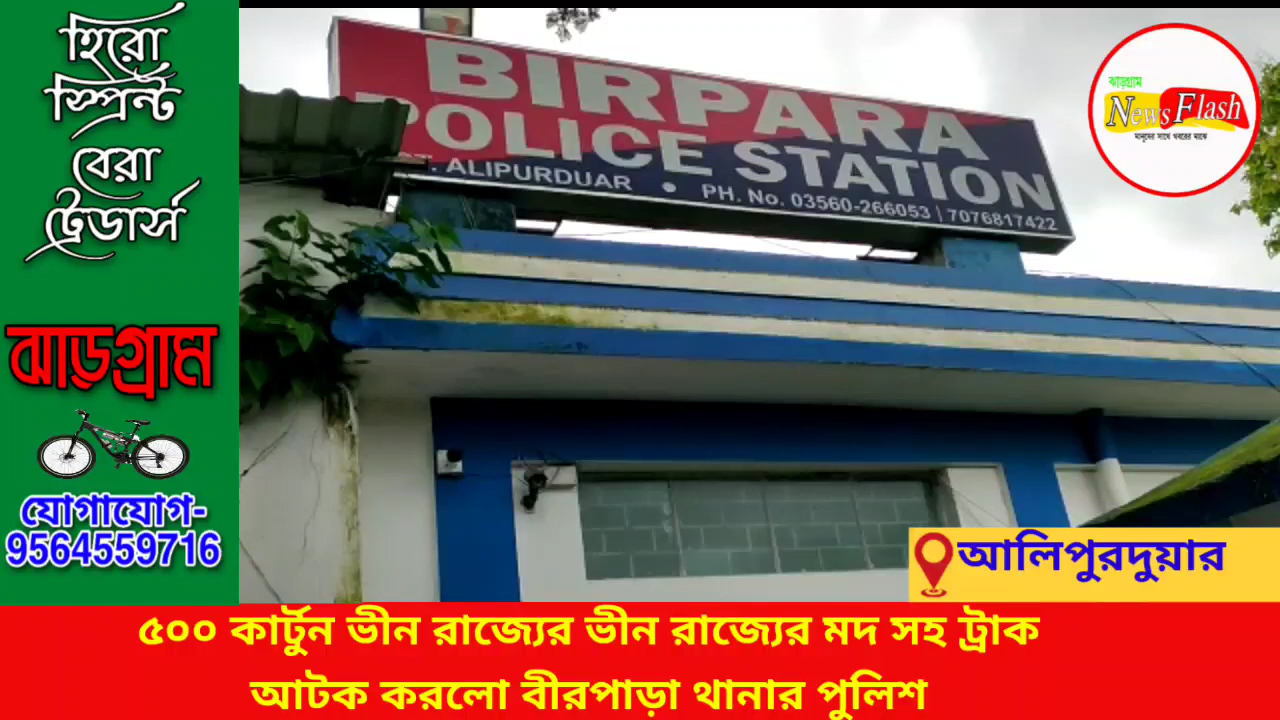 হিরো
স্প্রিন্ট
বেরা
ট্রেডার্স
ঝাড়গ্রাম
যোগাযোগ-
9564559716
BIRPARA
POLICE STATION
. ALIPURDUAR • PH. No. 03560-266053 | 7076817422
ঝাড়গ্রাম
News Flash
মানুষের সাথে খবরের মাঝে
আলিপুরদুয়ার
৫০০ কার্টুন ভীন রাজ্যের ভীন রাজ্যের মদ সহ ট্রাক
আটক করলো বীরপাড়া থানার পুলিশ